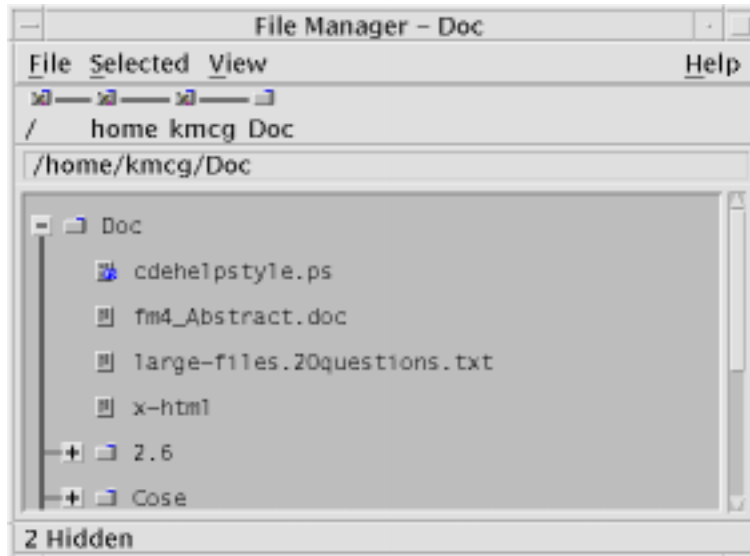 File Manager – Doc
File Selected View Help
/ home kmcg Doc
/home/kmcg/Doc
Doc
cdehelpstyle.ps
fm4_Abstract.doc
large-files.20questions.txt
x-html
2.6
Cose
2 Hidden